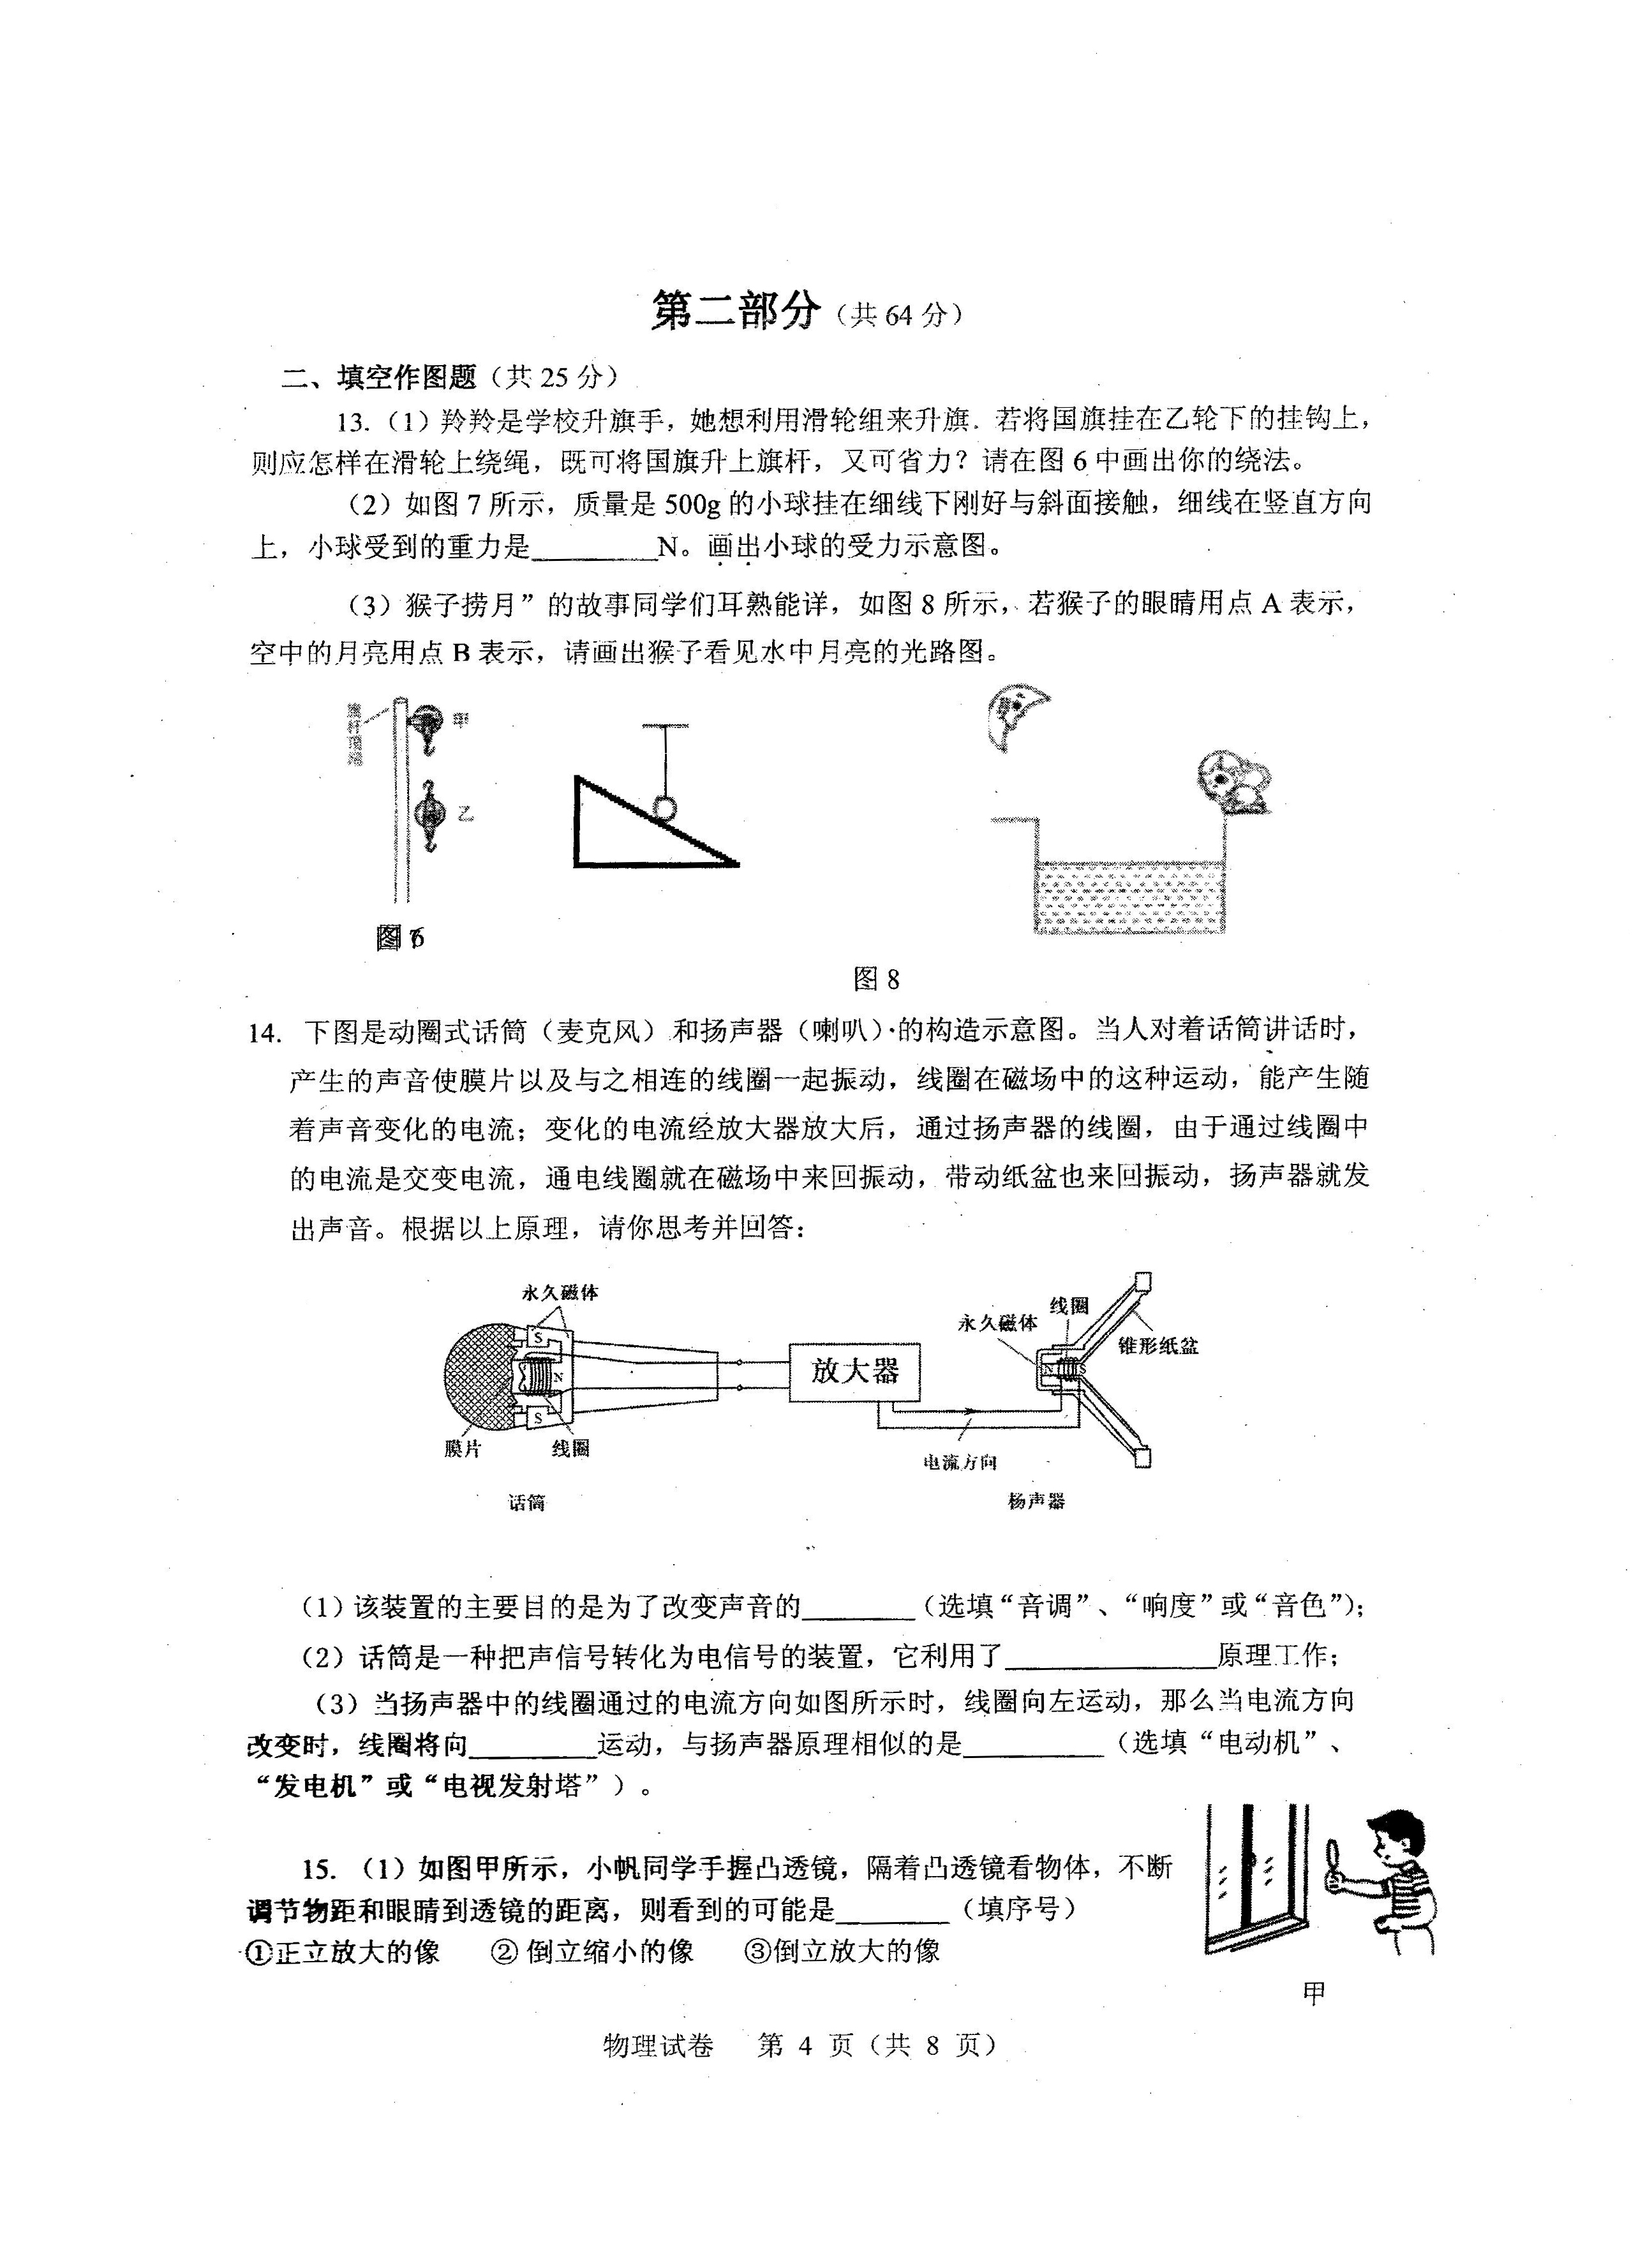 第二部分（共 64 分）
二、填空作图题（共 25 分）
13.（1）羚羚是学校升旗手，她想利用滑轮组来升旗．若将国旗挂在乙轮下的挂钩上，
则应怎样在滑轮上绕绳，既可将国旗升上旗杆，又可省力？请在图 6 中画出你的绕法。
（2）如图 7 所示，质量是 500g 的小球挂在细线下刚好与斜面接触，细线在竖直方向
上，小球受到的重力是________N。画出小球的受力示意图。
（3）猴子捞月”的故事同学们耳熟能详，如图 8 所示，若猴子的眼睛用点 A 表示，
空中的月亮用点 B 表示，请画出猴子看见水中月亮的光路图。
旗杆顶端
甲
乙
图 6
图 8
14. 下图是动圈式话筒（麦克风）和扬声器（喇叭）的构造示意图。当人对着话筒讲话时，
产生的声音使膜片以及与之相连的线圈一起振动，线圈在磁场中的这种运动，能产生随
着声音变化的电流；变化的电流经放大器放大后，通过扬声器的线圈，由于通过线圈中
的电流是交变电流，通电线圈就在磁场中来回振动，带动纸盆也来回振动，扬声器就发
出声音。根据以上原理，请你思考并回答：
永久磁体
S
N
S
膜片
线圈
话筒
放大器
电流方向
永久磁体
线圈
锥形纸盆
N
S
杨声器
（1）该装置的主要目的是为了改变声音的________（选填“音调”、“响度”或“音色”）；
（2）话筒是一种把声信号转化为电信号的装置，它利用了______________原理工作；
（3）当扬声器中的线圈通过的电流方向如图所示时，线圈向左运动，那么当电流方向
改变时，线圈将向________运动，与扬声器原理相似的是_________（选填“电动机”、
“发电机”或“电视发射塔”）。
15.（1）如图甲所示，小帆同学手握凸透镜，隔着凸透镜看物体，不断
调节物距和眼睛到透镜的距离，则看到的可能是________（填序号）
①正立放大的像 ②倒立缩小的像 ③倒立放大的像
甲
物理试卷 第 4 页（共 8 页）